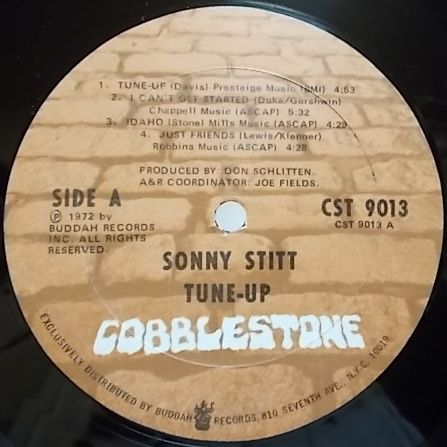 1. TUNE-UP (Davis) Prestige Music (BMI) 4:53
2. I CAN'T GET STARTED (Duke/Gershwin)
Chappell Music (ASCAP) 5:32
3. IDAHO (Stone) Mills Music (ASCAP) 4:29
4. JUST FRIENDS (Lewis/Klenner)
Robbins Music (ASCAP) 4:28
PRODUCED BY: DON SCHLITTEN.
A&R COORDINATOR: JOE FIELDS.
SIDE A
Ⓟ 1972 by
BUDDAH RECORDS
INC. ALL RIGHTS
RESERVED.
CST 9013
CST 9013 A
SONNY STITT
TUNE-UP
COBBLESTONE
EXCLUSIVELY DISTRIBUTED BY BUDDAH RECORDS, 810 SEVENTH AVE., N.Y.C. 10019